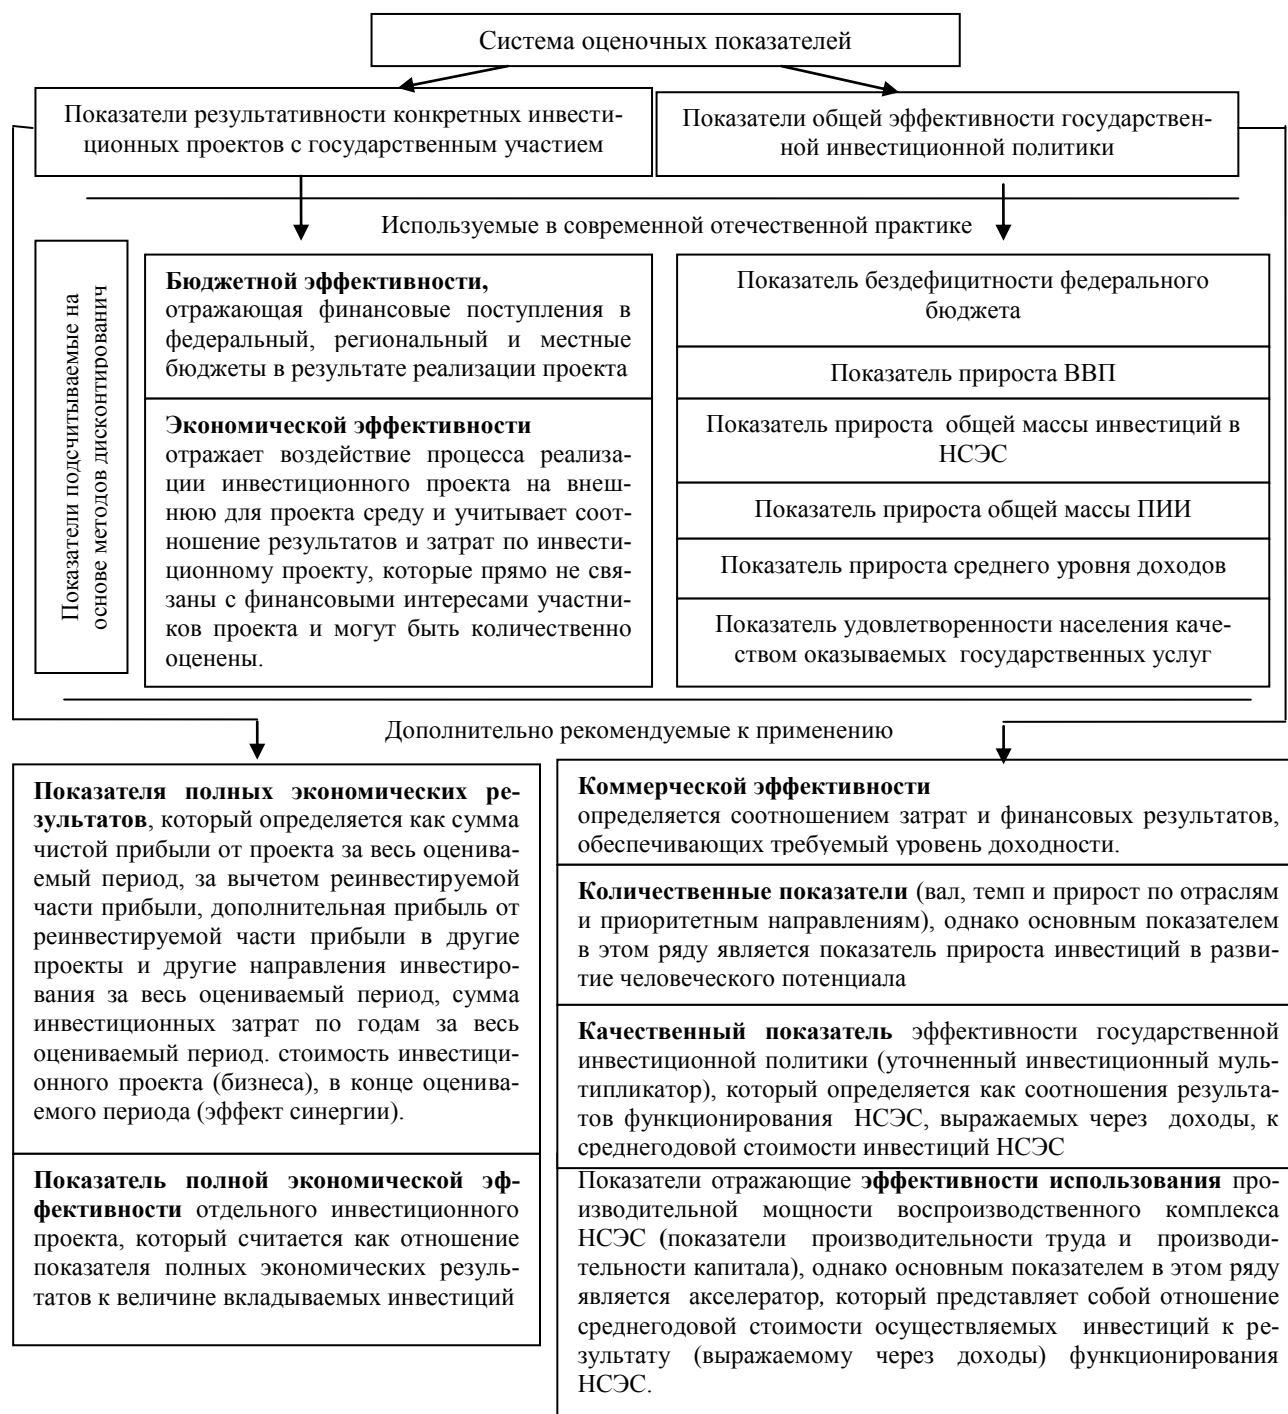 Система оценочных показателей
Показатели результативности конкретных инвести-
ционных проектов с государственным участием
Показатели общей эффективности государствен-
ной инвестиционной политики
Используемые в современной отечественной практике
Показатели подсчитываемые на
основе методов дисконтированич
Бюджетной эффективности,
отражающая финансовые поступления в
федеральный, региональный и местные
бюджеты в результате реализации проекта
Экономической эффективности
отражает воздействие процесса реализа-
ции инвестиционного проекта на внеш-
нюю для проекта среду и учитывает соот-
ношение результатов и затрат по инвести-
ционному проекту, которые прямо не свя-
заны с финансовыми интересами участни-
ков проекта и могут быть количественно
оценены.
Показатель бездефицитности федерального
бюджета
Показатель прироста ВВП
Показатель прироста общей массы инвестиций в
НСЭС
Показатель прироста общей массы ПИИ
Показатель прироста среднего уровня доходов
Показатель удовлетворенности населения каче-
ством оказываемых государственных услуг
Дополнительно рекомендуемые к применению
Показателя полных экономических ре-
зультатов, который определяется как сумма
чистой прибыли от проекта за весь оценива-
емый период, за вычетом реинвестируемой
части прибыли, дополнительная прибыль от
реинвестируемой части прибыли в другие
проекты и другие направления инвестиро-
вания за весь оцениваемый период, сумма
инвестиционных затрат по годам за весь
оцениваемый период. стоимость инвестици-
онного проекта (бизнеса), в конце оценива-
емого периода (эффект синергии).
Показатель полной экономической эф-
фективности отдельного инвестиционного
проекта, который считается как отношение
показателя полных экономических резуль-
татов к величине вкладываемых инвестиций
Коммерческой эффективности
определяется соотношением затрат и финансовых результатов,
обеспечивающих требуемый уровень доходности.
Количественные показатели (вал, темп и прирост по отраслям
и приоритетным направлениям), однако основным показателем
в этом ряду является показатель прироста инвестиций в разви-
тие человеческого потенциала
Качественный показатель эффективности государственной
инвестиционной политики (уточненный инвестиционный муль-
типликатор), который определяется как соотношения результа-
тов функционирования НСЭС, выражаемых через доходы, к
среднегодовой стоимости инвестиций НСЭС
Показатели отражающие эффективности использования про-
изводительной мощности воспроизводственного комплекса
НСЭС (показатели производительности труда и производи-
тельности капитала), однако основным показателем в этом ряду
является акселератор, который представляет собой отношение
среднегодовой стоимости осуществляемых инвестиций к ре-
зультату (выражаемому через доходы) функционирования
НСЭС.